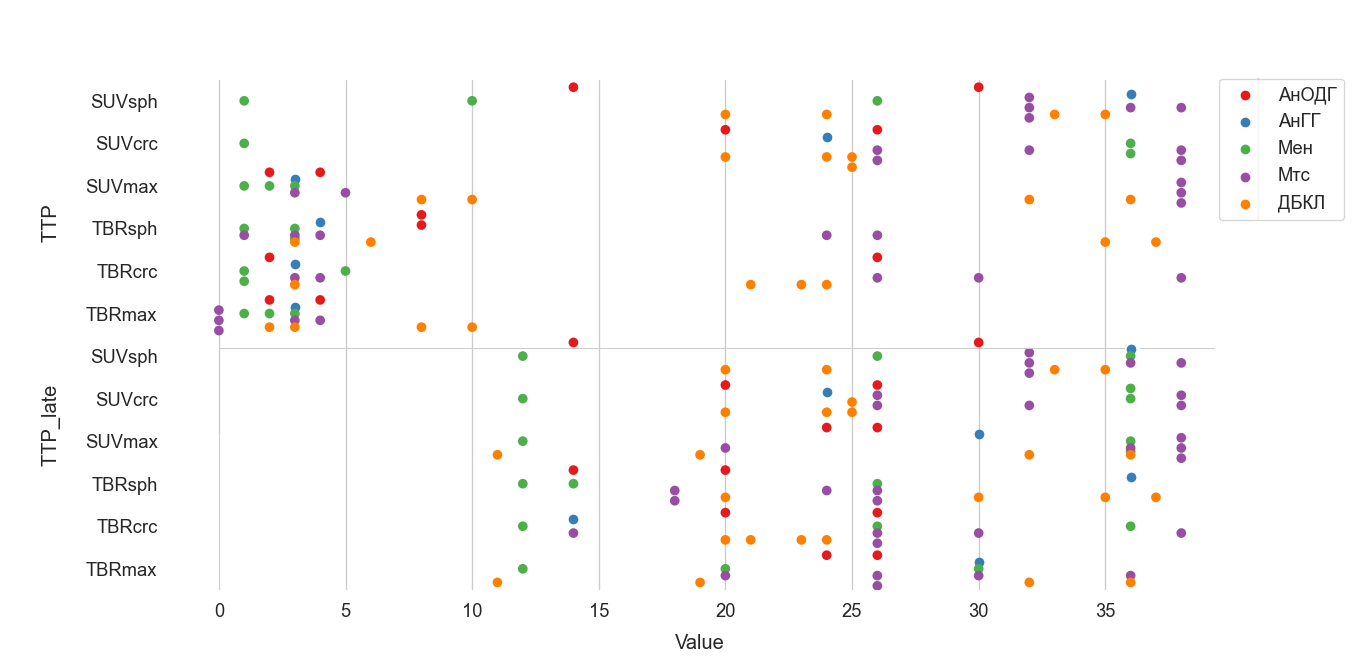 TTP
SUVsph
SUVcrc
SUVmax
TBRsph
TBRcrc
TBRmax
TTP_late
SUVsph
SUVcrc
SUVmax
TBRsph
TBRcrc
TBRmax
0 5 10 15 20 25 30 35
Value
АнОДГ
АнГГ
Мен
Мтс
ДБКЛ